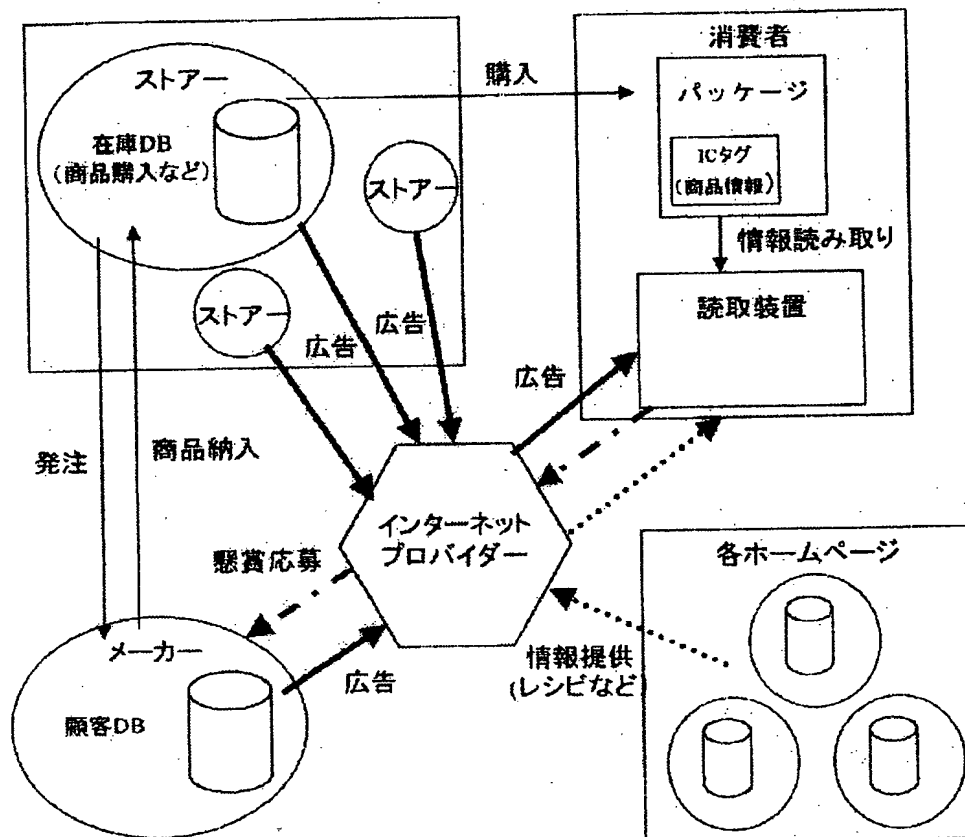 ストアー
在庫DB
(商品購入など)
ストアー
ストアー
購入
消費者
パッケージ
ICタグ
(商品情報)
情報読み取り
読取装置
広告
広告
広告
発注
商品納入
インターネット
プロバイダー
懸賞応募
メーカー
顧客DB
広告
情報提供
(レシピなど
各ホームページ